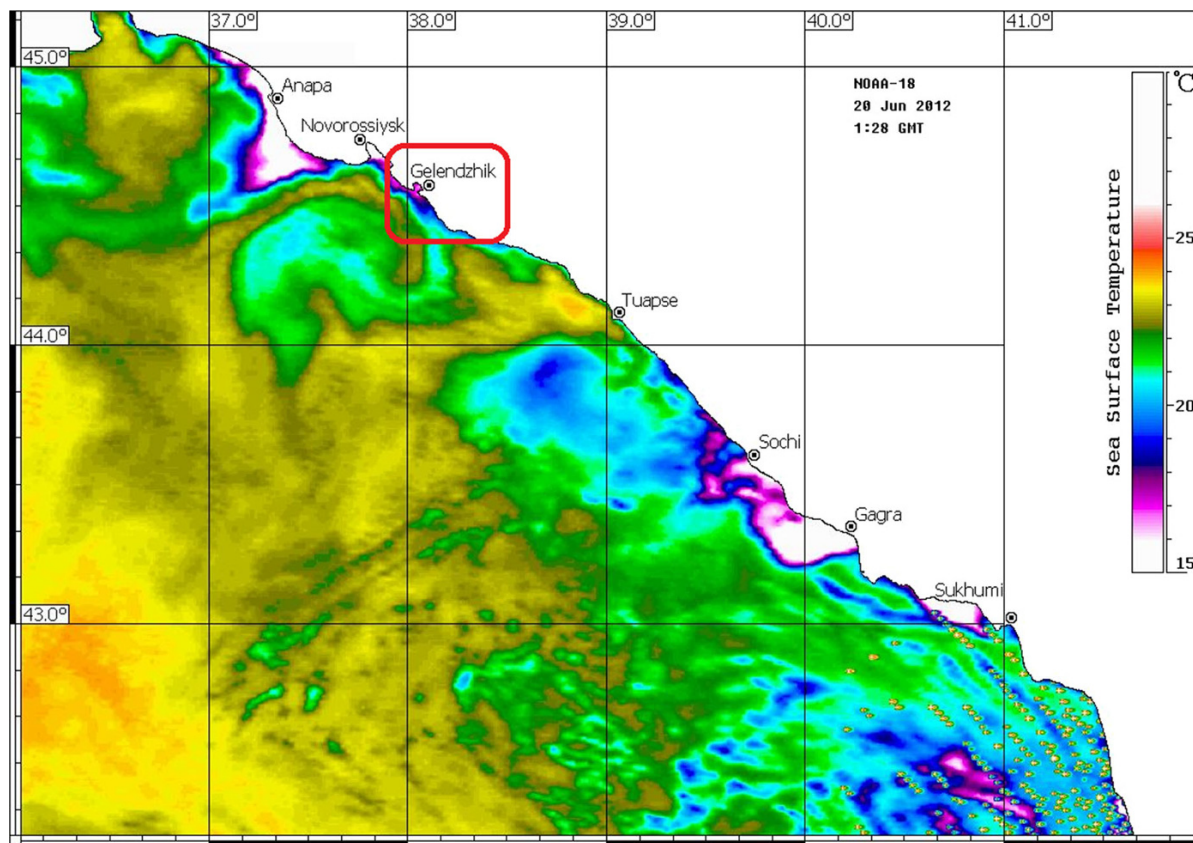 37.0°
38.0°
39.0°
40.0°
41.0°
45.0°
Anapa
NOAA-18
°C
20 Jun 2012
Novorossiysk
1:28 GMT
Gelendzhik
25
Tuapse
44.0°
Sea Surface Temperature
20
Sochi
Gagra
15
Sukhumi
43.0°